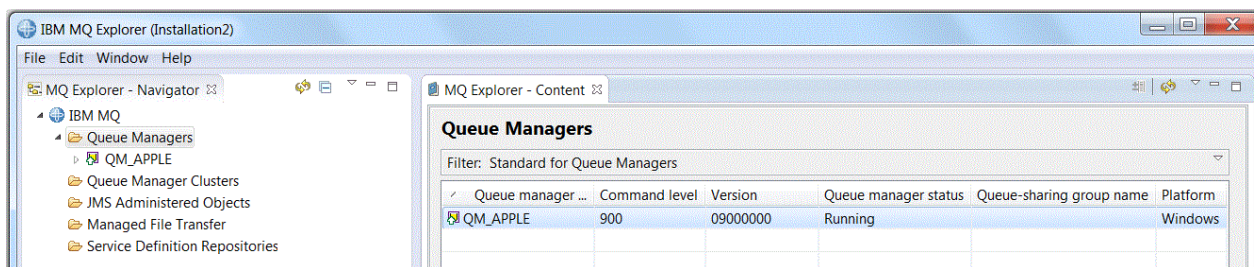 IBM MQ Explorer (Installation2)
File Edit Window Help
MQ Explorer - Navigator
MQ Explorer - Content
IBM MQ
Queue Managers
QM_APPLE
Queue Manager Clusters
JMS Administered Objects
Managed File Transfer
Service Definition Repositories
Queue Managers
Filter: Standard for Queue Managers
Queue manager ... Command level Version Queue manager status Queue-sharing group name Platform
QM_APPLE 900 09000000 Running Windows